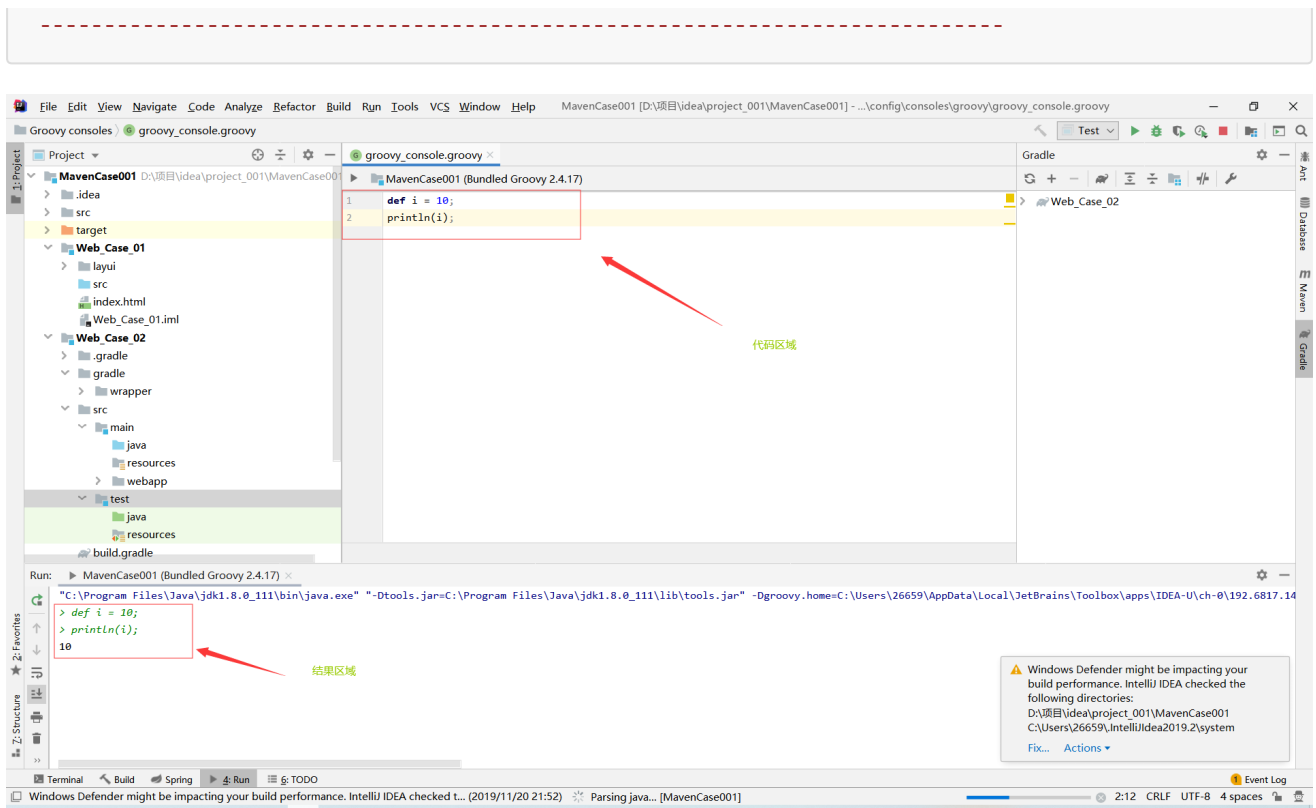 File Edit View Navigate Code Analyze Refactor Build Run Tools VCS Window Help MavenCase001 [D:\项目\idea\project_001\MavenCase001] - ...\config\consoles\groovy\groovy_console.groovy
Groovy consoles groovy_console.groovy Test
1: Project
Project
MavenCase001 D:\项目\idea\project_001\MavenCase001
.idea
src
target
Web_Case_01
layui
src
index.html
Web_Case_01.iml
Web_Case_02
.gradle
gradle
wrapper
src
main
java
resources
webapp
test
java
resources
build.gradle
groovy_console.groovy
MavenCase001 (Bundled Groovy 2.4.17)
1 def i = 10;
2 println(i);
代码区域
Gradle
Web_Case_02
Ant
Database
Maven
Gradle
Run: MavenCase001 (Bundled Groovy 2.4.17)
"C:\Program Files\Java\jdk1.8.0_111\bin\java.exe" "-Dtools.jar=C:\Program Files\Java\jdk1.8.0_111\lib\tools.jar" -Dgroovy.home=C:\Users\26659\AppData\Local\JetBrains\Toolbox\apps\IDEA-U\ch-0\192.6817.14
> def i = 10;
> println(i);
10
结果区域
2: Favorites
Z: Structure
Windows Defender might be impacting your
build performance. IntelliJ IDEA checked the
following directories:
D:\项目\idea\project_001\MavenCase001
C:\Users\26659\.IntelliJIdea2019.2\system
Fix... Actions
Terminal Build Spring 4: Run 6: TODO 1 Event Log
Windows Defender might be impacting your build performance. IntelliJ IDEA checked t... (2019/11/20 21:52) Parsing java... [MavenCase001] 2:12 CRLF UTF-8 4 spaces